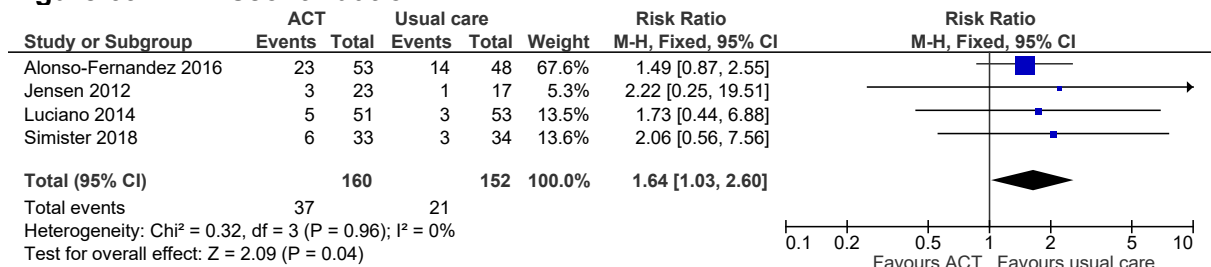 ACT Usual care Risk Ratio Risk Ratio
Study or Subgroup Events Total Events Total Weight M-H, Fixed, 95% CI M-H, Fixed, 95% CI
Alonso-Fernandez 2016 23 53 14 48 67.6% 1.49 [0.87, 2.55]
Jensen 2012 3 23 1 17 5.3% 2.22 [0.25, 19.51]
Luciano 2014 5 51 3 53 13.5% 1.73 [0.44, 6.88]
Simister 2018 6 33 3 34 13.6% 2.06 [0.56, 7.56]
Total (95% CI) 160 152 100.0% 1.64 [1.03, 2.60]
Total events 37 21
Heterogeneity: Chi² = 0.32, df = 3 (P = 0.96); I² = 0%
Test for overall effect: Z = 2.09 (P = 0.04)
0.1 0.2 0.5 1 2 5 10
Favours ACT Favours usual care